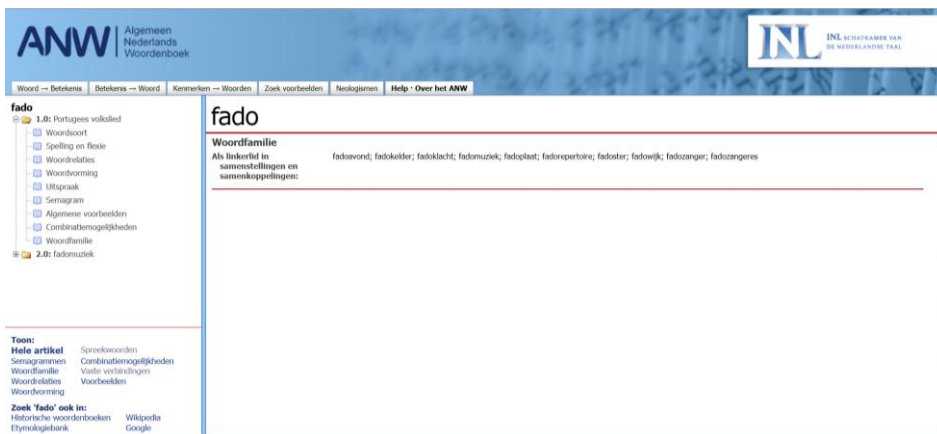 ANW
Algemeen
Nederlands
Woordenboek
INL
INL SCHATKAMER VAN
DE NEDERLANDSE TAAL
Woord → Betekenis Betekenis → Woord Kenmerken → Woorden Zoek voorbeelden Neologismen Help · Over het ANW
fado
1.0: Portugees volkslied
Woordsoort
Spelling en flexie
Woordrelaties
Woordvorming
Uitspraak
Semagram
Algemene voorbeelden
Combinatiemogelijkheden
Woordfamilie
2.0: fadomuziek
Toon:
Hele artikel Spreekwoorden
Semagrammen Combinatiemogelijkheden
Woordfamilie Vaste verbindingen
Woordrelaties Voorbeelden
Woordvorming
Zoek 'fado' ook in:
Historische woordenboeken Wikipedia
Etymologiebank Google
fado
Woordfamilie
Als linkerlid in fadoavond; fadokelder; fadoklacht; fadomuziek; fadoplaat; fadorepertoire; fadoster; fadowijk; fadozanger; fadozangeres
samenstellingen en
samenkoppelingen: